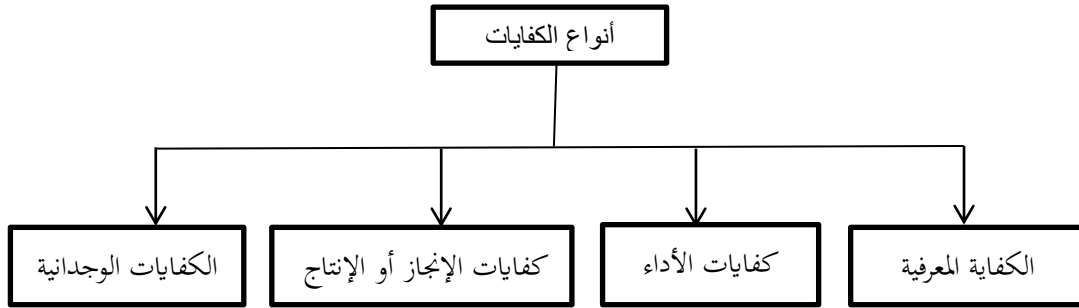 أنواع الكفايات
الكفاية المعرفية
كفايات الأداء
كفايات الإنجاز أو الإنتاج
الكفايات الوجدانية